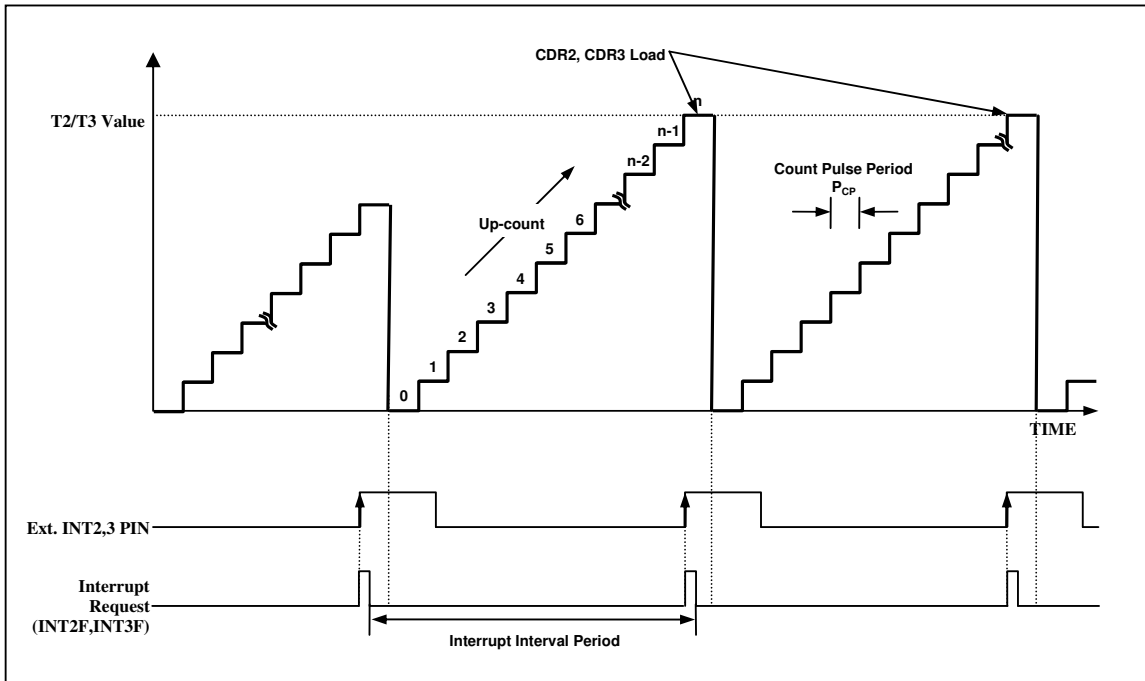 CDR2, CDR3 Load
n
T2/T3 Value
n-1
n-2
Count Pulse Period
PCP
Up-count
6
5
4
3
2
1
0
TIME
Ext. INT2,3 PIN
Interrupt
Request
(INT2F,INT3F)
Interrupt Interval Period